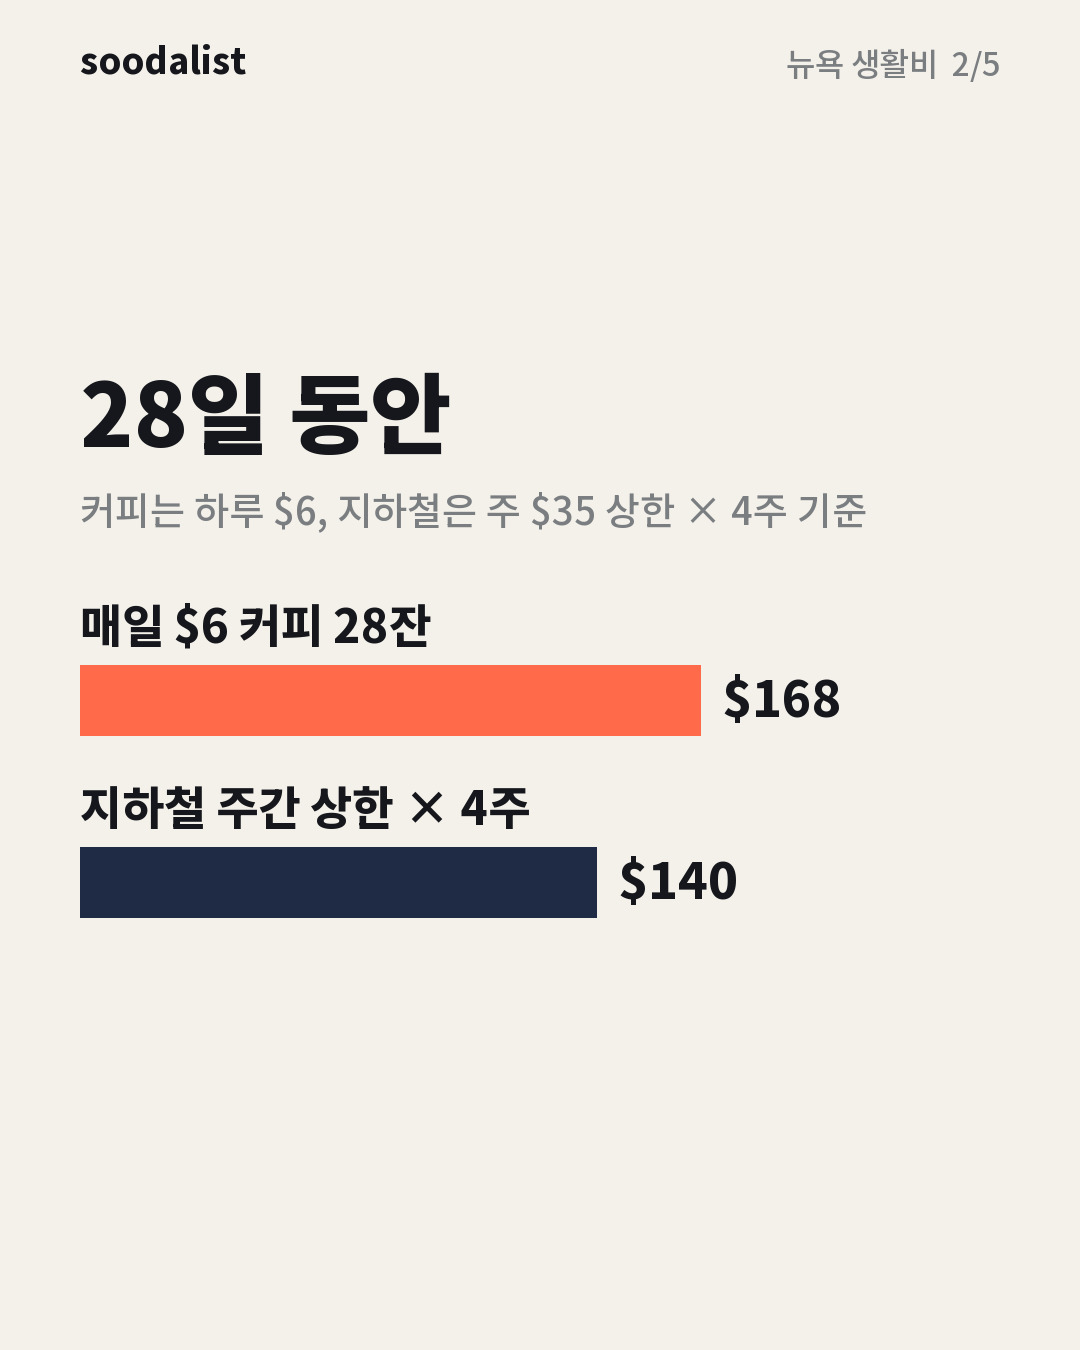 soodalist
뉴욕 생활비 2/5
28일 동안
커피는 하루 $6, 지하철은 주 $35 상한 × 4주 기준
매일 $6 커피 28잔
$168
지하철 주간 상한 × 4주
$140